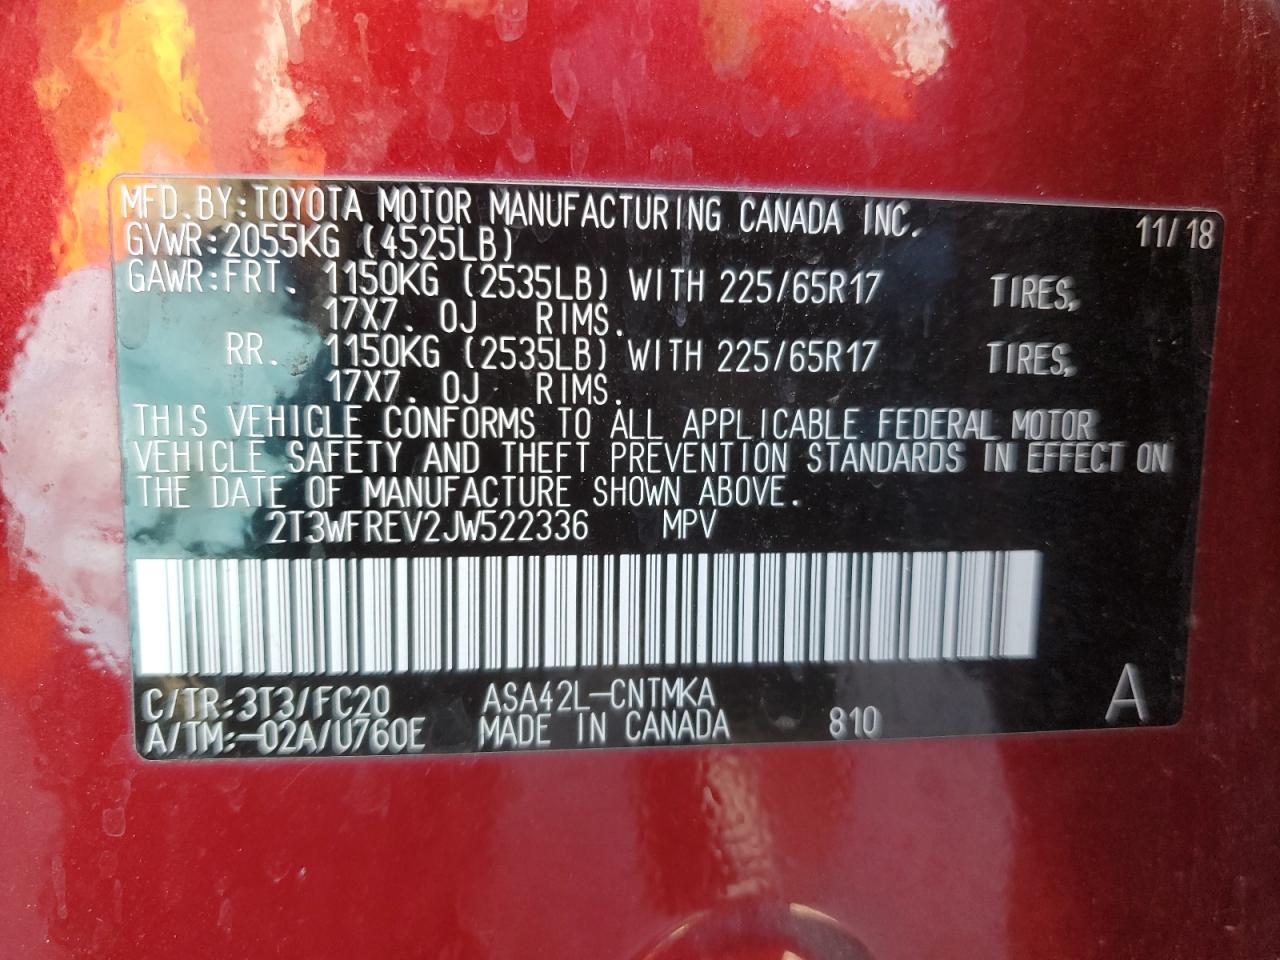 MFD.BY:TOYOTA MOTOR MANUFACTURING CANADA INC. 11/18
GVWR:2055KG (4525LB)
GAWR:FRT. 1150KG (2535LB) WITH 225/65R17 TIRES,
17X7.0J RIMS.
RR. 1150KG (2535LB) WITH 225/65R17 TIRES,
17X7.0J RIMS.
THIS VEHICLE CONFORMS TO ALL APPLICABLE FEDERAL MOTOR
VEHICLE SAFETY AND THEFT PREVENTION STANDARDS IN EFFECT ON
THE DATE OF MANUFACTURE SHOWN ABOVE.
2T3WFREV2JW522336 MPV
C/TR:3T3/FC20 ASA42L-CNTMKA A
A/TM:-02A/U760E MADE IN CANADA 810